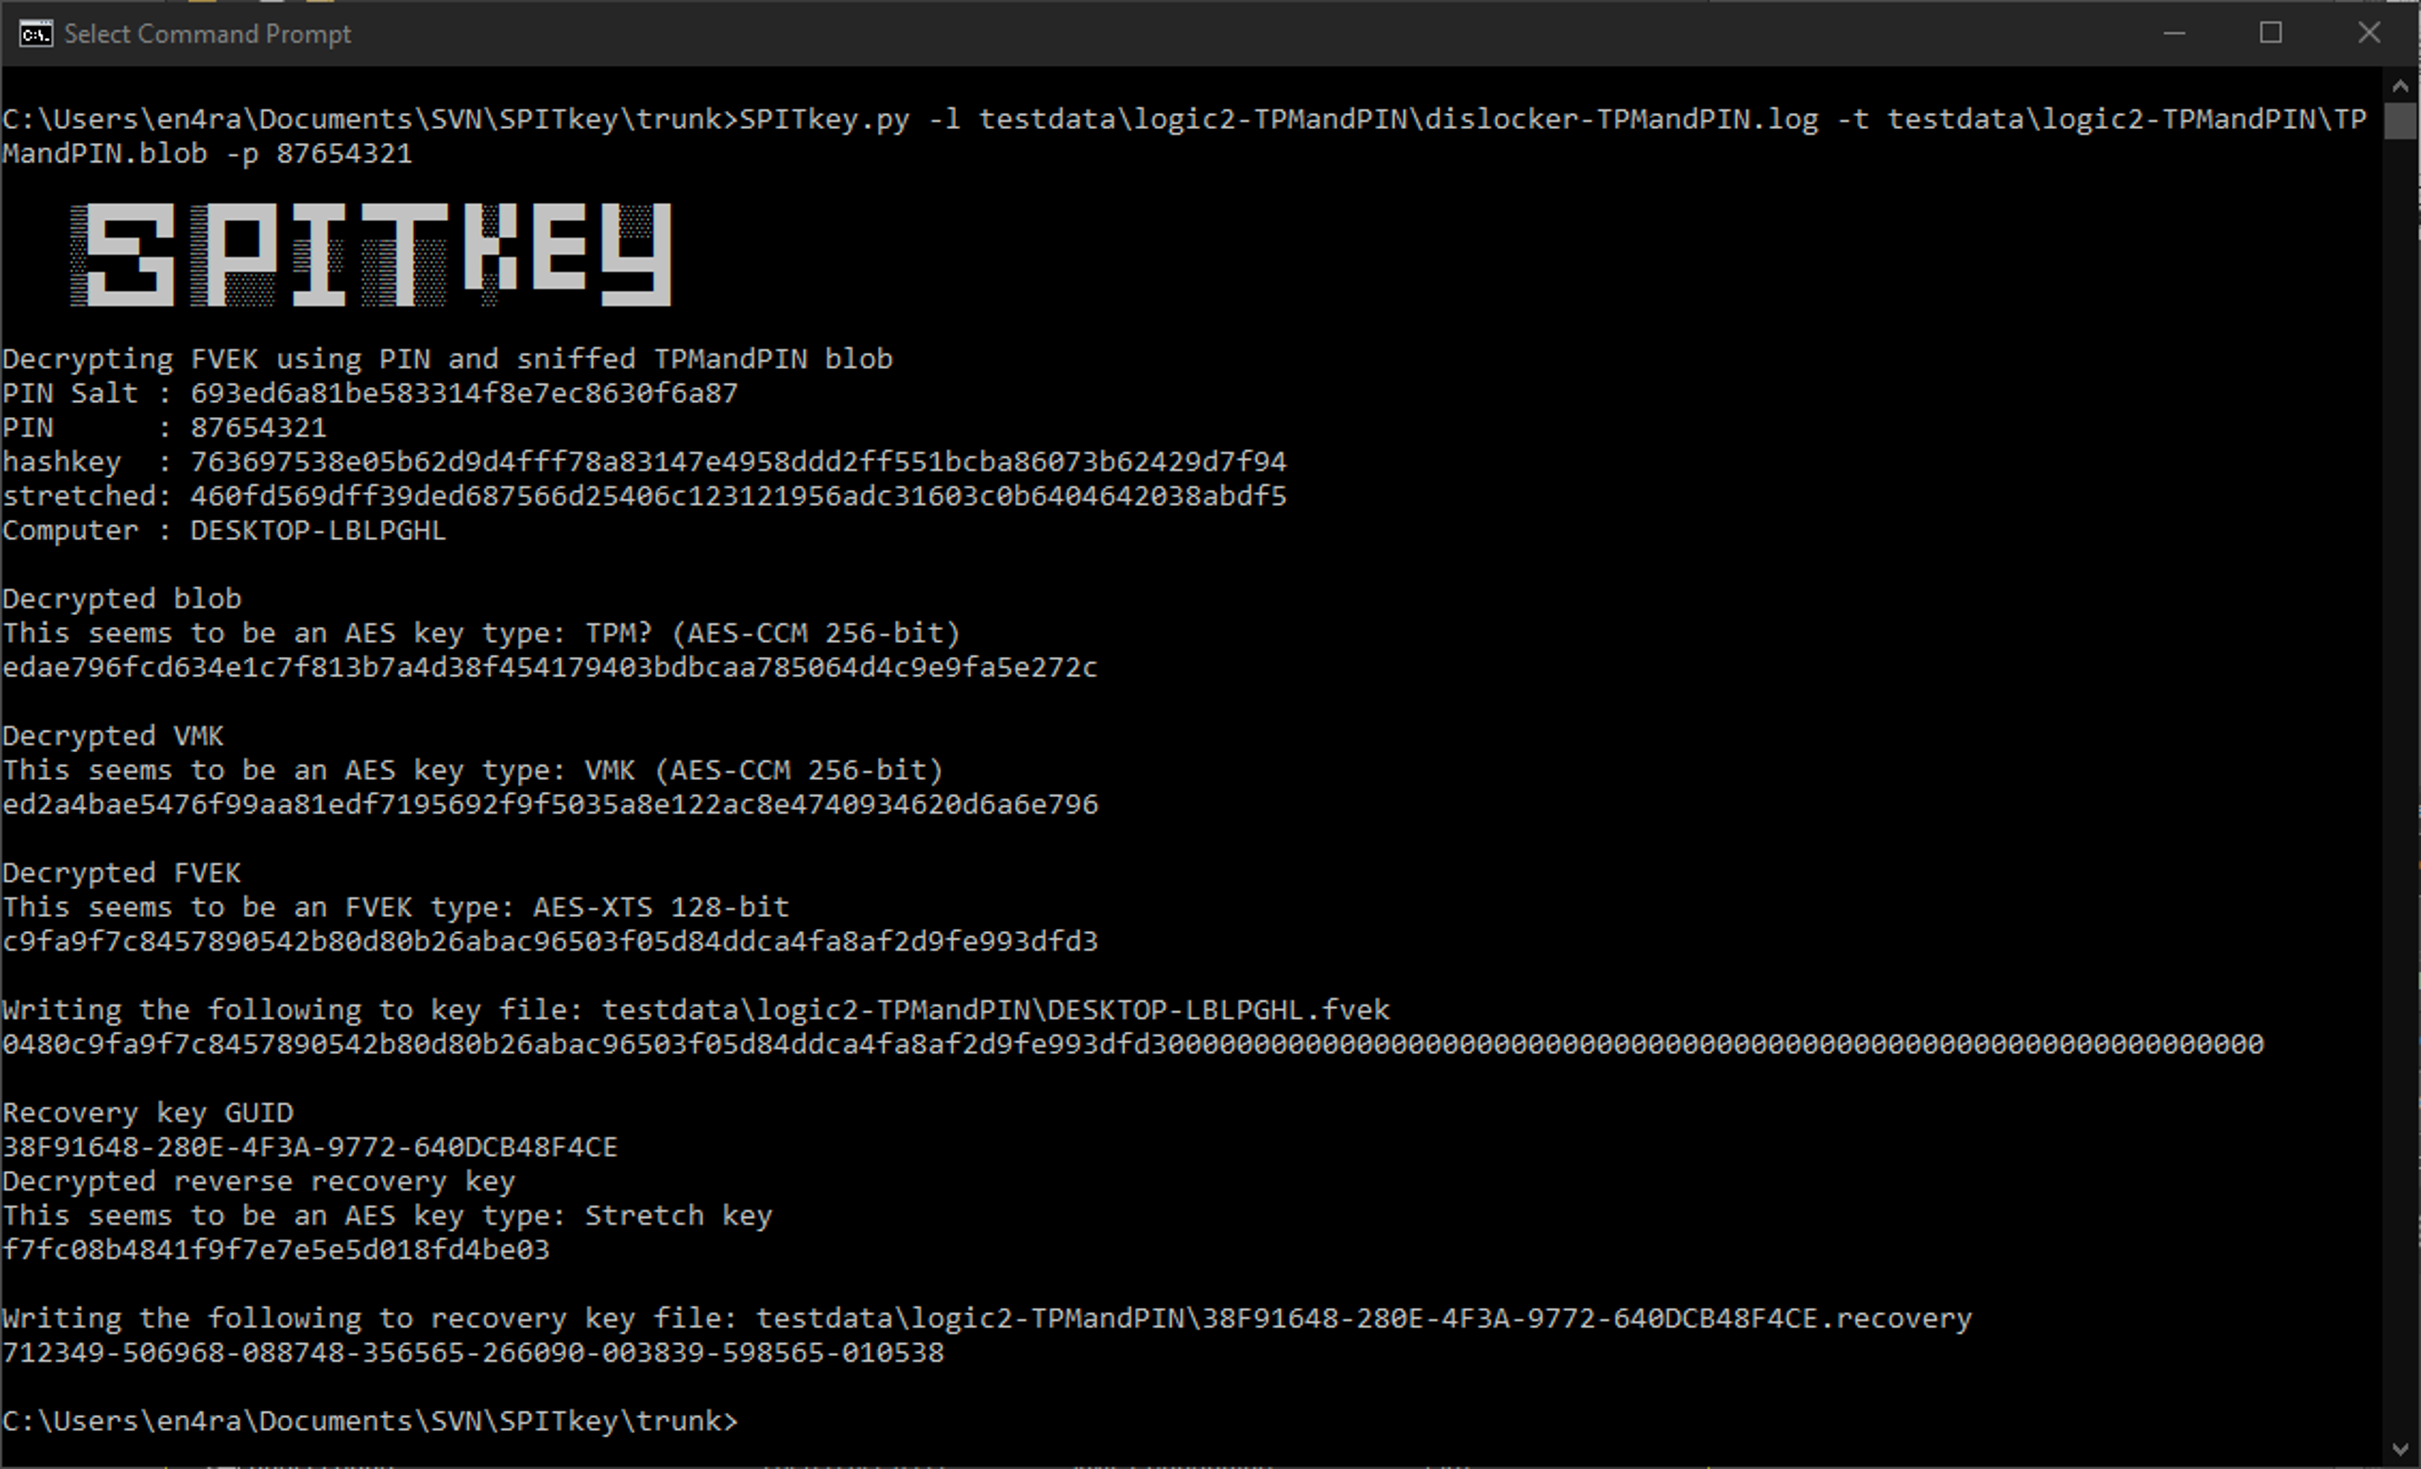 Select Command Prompt
C:\Users\en4ra\Documents\SVN\SPITkey\trunk>SPITkey.py -l testdata\logic2-TPMandPIN\dislocker-TPMandPIN.log -t testdata\logic2-TPMandPIN\TP
MandPIN.blob -p 87654321
SPITKEY
Decrypting FVEK using PIN and sniffed TPMandPIN blob
PIN Salt : 693ed6a81be583314f8e7ec8630f6a87
PIN      : 87654321
hashkey  : 763697538e05b62d9d4fff78a83147e4958ddd2ff551bcba86073b62429d7f94
stretched: 460fd569dff39ded687566d25406c123121956adc31603c0b6404642038abdf5
Computer : DESKTOP-LBLPGHL
Decrypted blob
This seems to be an AES key type: TPM? (AES-CCM 256-bit)
edae796fcd634e1c7f813b7a4d38f454179403bdbcaa785064d4c9e9fa5e272c
Decrypted VMK
This seems to be an AES key type: VMK (AES-CCM 256-bit)
ed2a4bae5476f99aa81edf7195692f9f5035a8e122ac8e4740934620d6a6e796
Decrypted FVEK
This seems to be an FVEK type: AES-XTS 128-bit
c9fa9f7c8457890542b80d80b26abac96503f05d84ddca4fa8af2d9fe993dfd3
Writing the following to key file: testdata\logic2-TPMandPIN\DESKTOP-LBLPGHL.fvek
0480c9fa9f7c8457890542b80d80b26abac96503f05d84ddca4fa8af2d9fe993dfd30000000000000000000000000000000000000000000000000000000000000000
Recovery key GUID
38F91648-280E-4F3A-9772-640DCB48F4CE
Decrypted reverse recovery key
This seems to be an AES key type: Stretch key
f7fc08b4841f9f7e7e5e5d018fd4be03
Writing the following to recovery key file: testdata\logic2-TPMandPIN\38F91648-280E-4F3A-9772-640DCB48F4CE.recovery
712349-506968-088748-356565-266090-003839-598565-010538
C:\Users\en4ra\Documents\SVN\SPITkey\trunk>